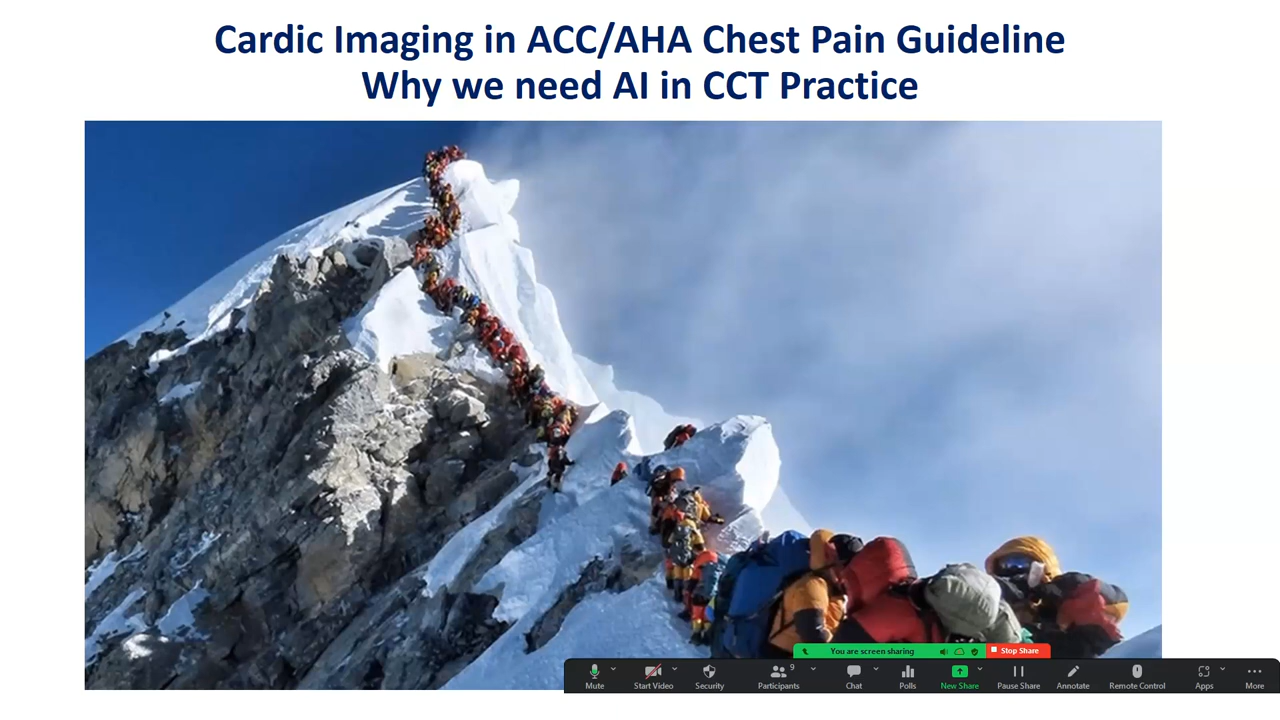 Cardic Imaging in ACC/AHA Chest Pain Guideline
Why we need AI in CCT Practice
You are screen sharing
Stop Share
9
Mute
Start Video
Security
Participants
Chat
Polls
New Share
Pause Share
Annotate
Remote Control
Apps
More